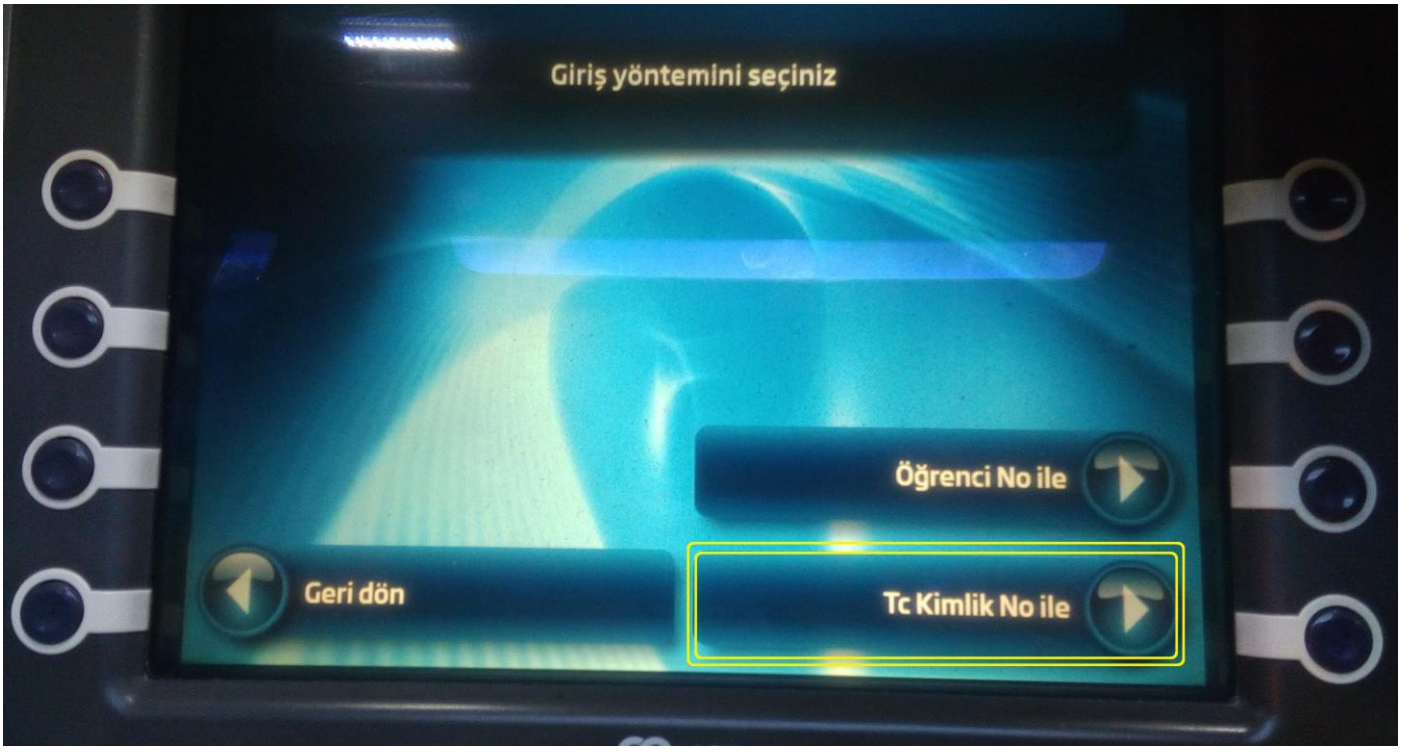 Giriş yöntemini seçiniz
Öğrenci No ile
Geri dön
Tc Kimlik No ile